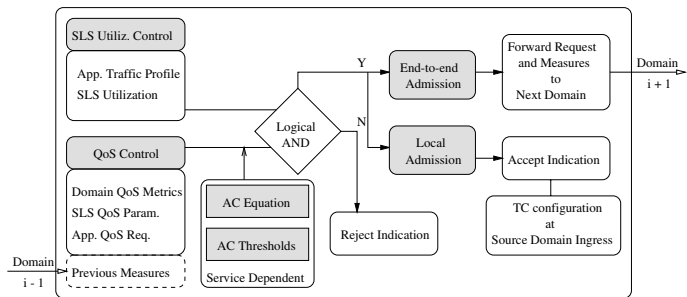 SLS Utiliz. Control
App. Traffic Profile
SLS Utilization
QoS Control
Domain QoS Metrics
SLS QoS Param.
App. QoS Req.
Previous Measures
Domain
i - 1
AC Equation
AC Thresholds
Service Dependent
Logical
AND
Y
N
End-to-end
Admission
Local
Admission
Reject Indication
Forward Request
and Measures
to
Next Domain
Accept Indication
TC configuration
at
Source Domain Ingress
Domain
i + 1